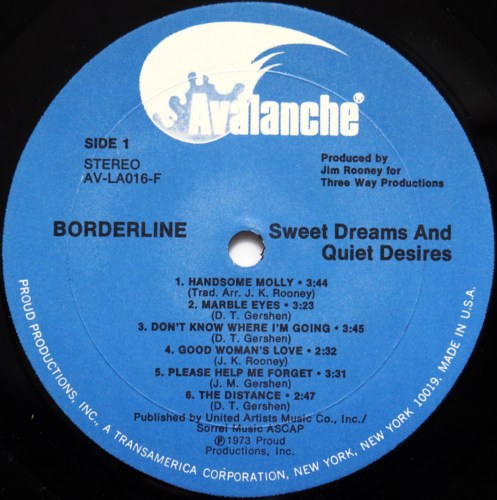 Avalanche®
SIDE 1
STEREO
AV-LA016-F
Produced by
Jim Rooney for
Three Way Productions
BORDERLINE
Sweet Dreams And
Quiet Desires
1. HANDSOME MOLLY • 3:44
(Trad. Arr. J. K. Rooney)
2. MARBLE EYES • 3:23
(D. T. Gershen)
3. DON'T KNOW WHERE I'M GOING • 3:45
(D. T. Gershen)
4. GOOD WOMAN'S LOVE • 2:32
(J. K. Rooney)
5. PLEASE HELP ME FORGET • 3:31
(J. M. Gershen)
6. THE DISTANCE • 2:47
(D. T. Gershen)
Published by United Artists Music Co., Inc./
Sorrel Music ASCAP
℗1973 Proud
Productions, Inc.
PROUD PRODUCTIONS, INC., A TRANSAMERICA CORPORATION, NEW YORK, NEW YORK 10019. MADE IN U.S.A.